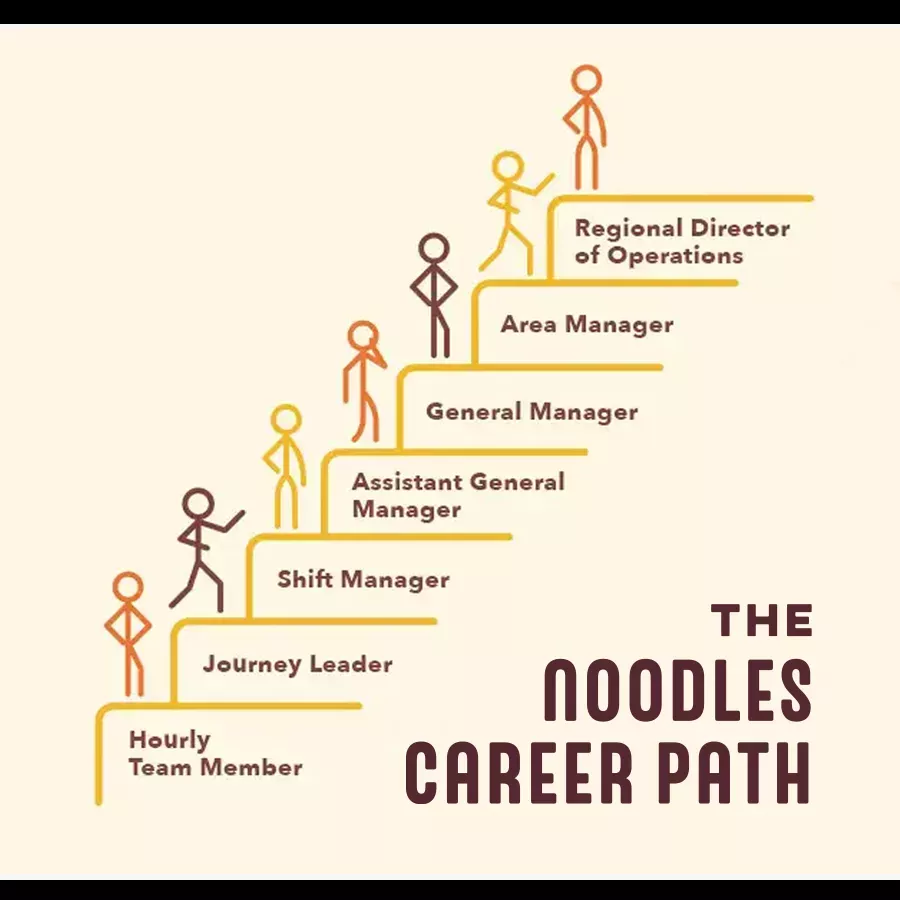 Regional Director
of Operations
Area Manager
General Manager
Assistant General
Manager
Shift Manager
Journey Leader
Hourly
Team Member
THE
NOODLES
CAREER PATH